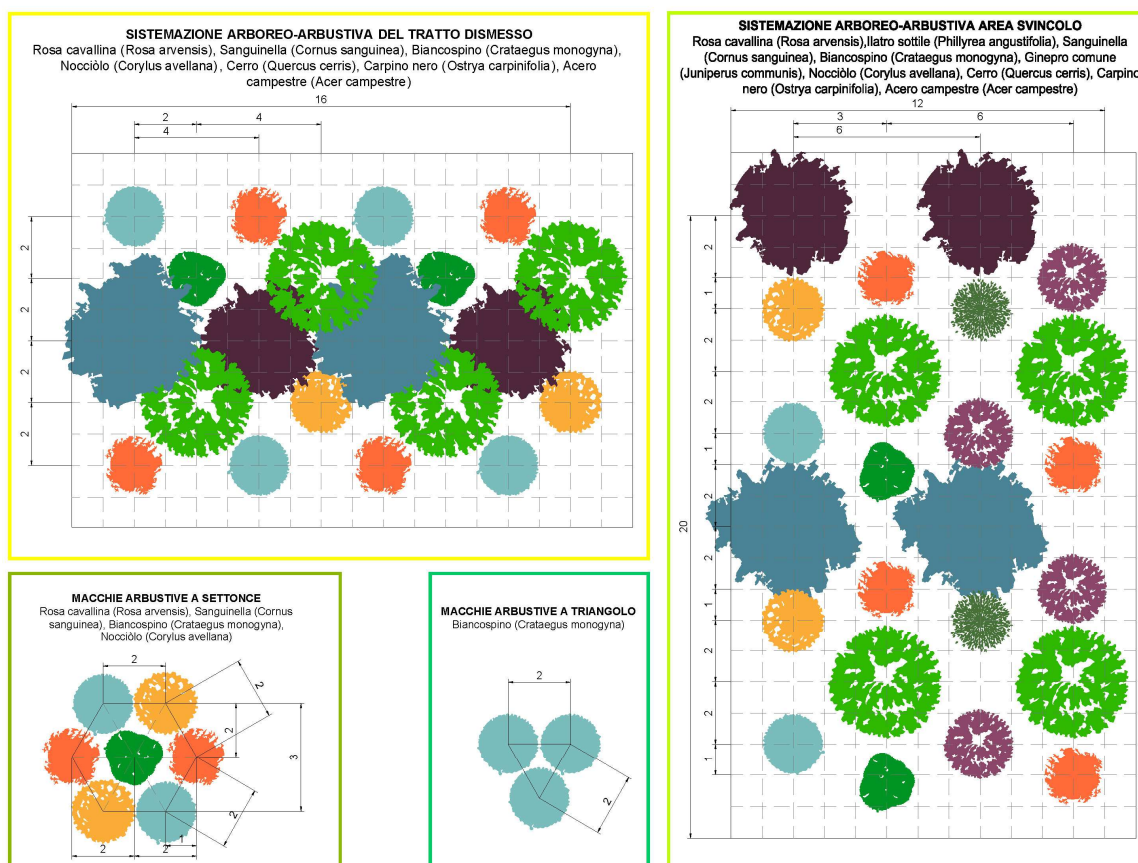 SISTEMAZIONE ARBOREO-ARBUSTIVA DEL TRATTO DISMESSO
Rosa cavallina (Rosa arvensis), Sanguinella (Cornus sanguinea), Biancospino (Crataegus monogyna),
Nocciòlo (Corylus avellana), Cerro (Quercus cerris), Carpino nero (Ostrya carpinifolia), Acero
campestre (Acer campestre)
16
2
4
4
2
2
2
2
SISTEMAZIONE ARBOREO-ARBUSTIVA AREA SVINCOLO
Rosa cavallina (Rosa arvensis),Ilatro sottile (Phillyrea angustifolia), Sanguinella
(Cornus sanguinea), Biancospino (Crataegus monogyna), Ginepro comune
(Juniperus communis), Nocciòlo (Corylus avellana), Cerro (Quercus cerris), Carpino
nero (Ostrya carpinifolia), Acero campestre (Acer campestre)
12
3
6
6
2
1
2
2
1
2
20
2
1
2
2
1
MACCHIE ARBUSTIVE A SETTONCE
Rosa cavallina (Rosa arvensis), Sanguinella (Cornus
sanguinea), Biancospino (Crataegus monogyna),
Nocciòlo (Corylus avellana)
2
2
2
3
2
1
2
2
MACCHIE ARBUSTIVE A TRIANGOLO
Biancospino (Crataegus monogyna)
2
2